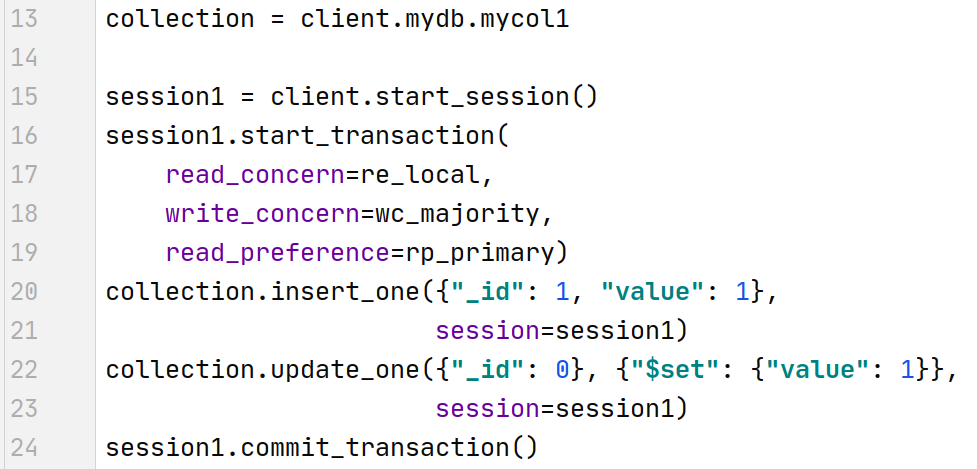 13 collection = client.mydb.mycol1
14
15 session1 = client.start_session()
16 session1.start_transaction(
17     read_concern=re_local,
18     write_concern=wc_majority,
19     read_preference=rp_primary)
20 collection.insert_one({"_id": 1, "value": 1},
21                       session=session1)
22 collection.update_one({"_id": 0}, {"$set": {"value": 1}},
23                       session=session1)
24 session1.commit_transaction()